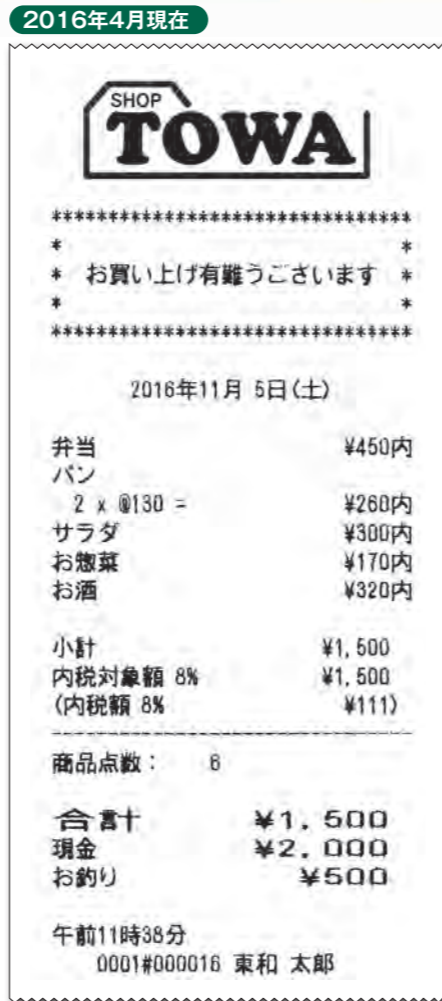 2016年4月現在
SHOP
TOWA
********************************
* *
* お買い上げ有難うございます *
* *
********************************
2016年11月 5日(土)
弁当 ¥450内
パン
2 x @130 = ¥260内
サラダ ¥300内
お惣菜 ¥170内
お酒 ¥320内
小計 ¥1,500
内税対象額 8% ¥1,500
(内税額 8% ¥111)
商品点数: 6
合計 ¥1,500
現金 ¥2,000
お釣り ¥500
午前11時38分
0001#000016 東和 太郎